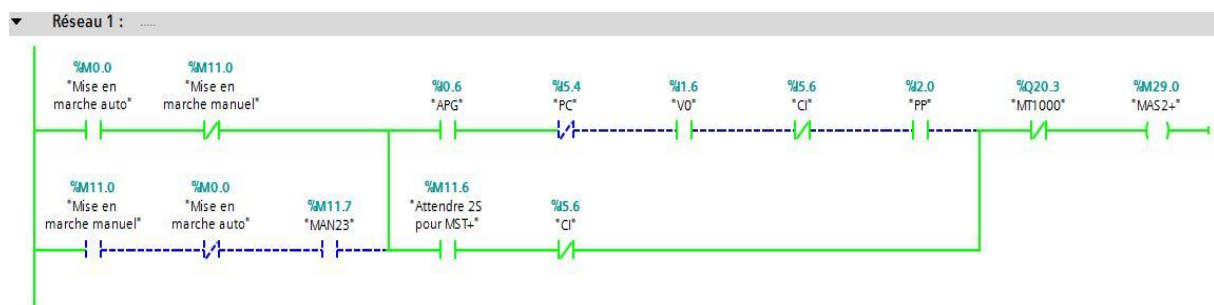 Réseau 1 : .....
%M0.0
"Mise en
marche auto"
%M11.0
"Mise en
marche manuel"
%I0.6
"APG"
%I5.4
"PC"
%I1.6
"V0"
%I5.6
"CI"
%I2.0
"PP"
%Q20.3
"MT1000"
%M29.0
"MAS2+"
%M11.0
"Mise en
marche manuel"
%M0.0
"Mise en
marche auto"
%M11.7
"MAN23"
%M11.6
"Attendre 2S
pour MST+"
%I5.6
"CI"